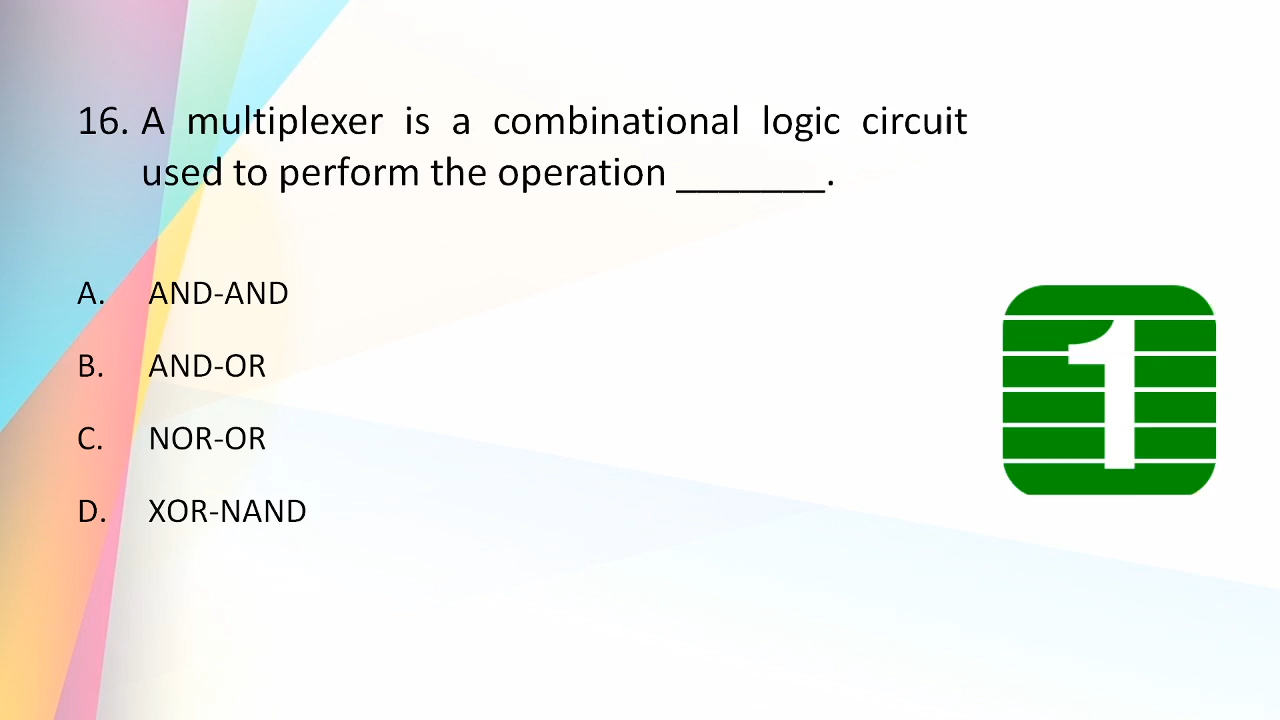 16. A multiplexer is a combinational logic circuit
used to perform the operation _______.
A. AND-AND
B. AND-OR
C. NOR-OR
D. XOR-NAND
1